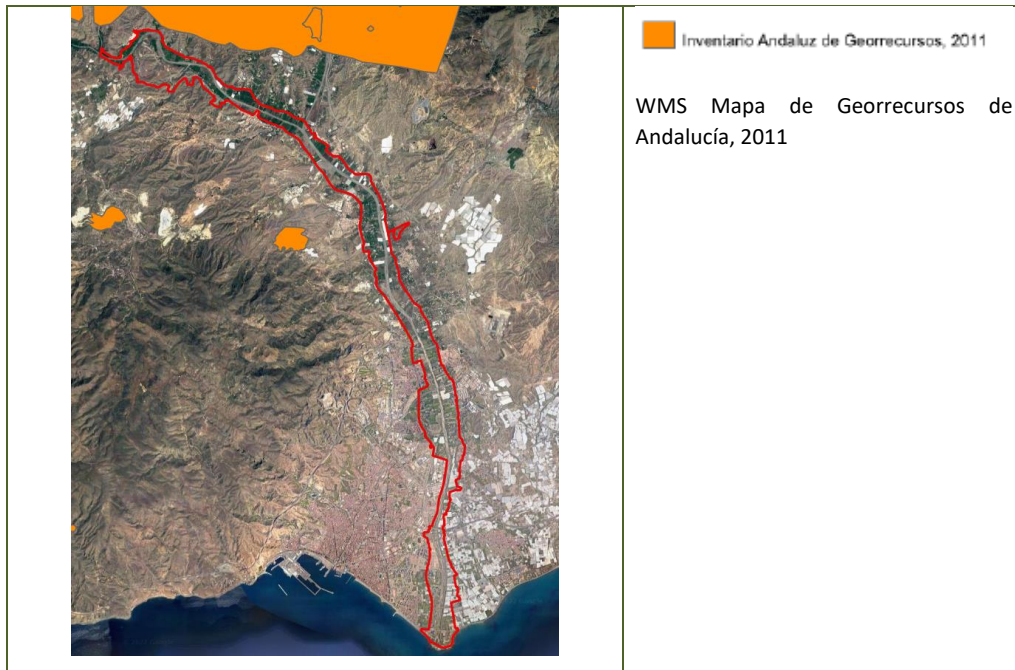 Inventario Andaluz de Georrecursos, 2011
WMS Mapa de Georrecursos de
Andalucía, 2011